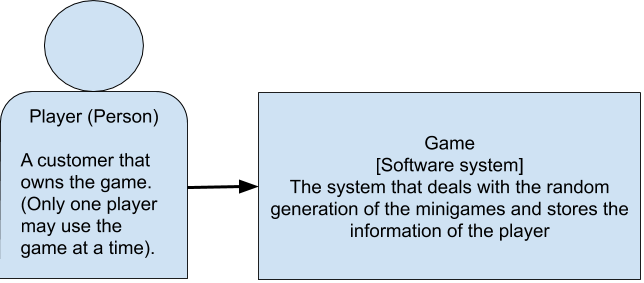 Player (Person)
A customer that
owns the game.
(Only one player
may use the
game at a time).
Game
[Software system]
The system that deals with the random
generation of the minigames and stores the
information of the player